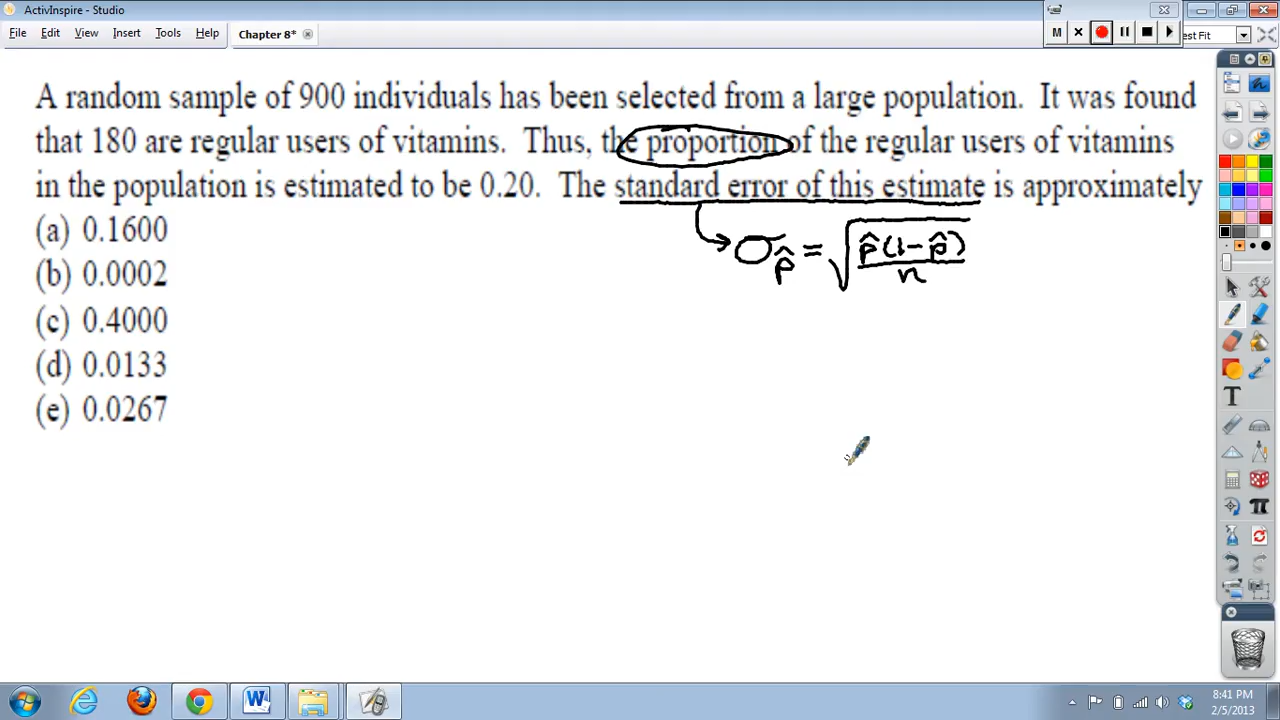 ActivInspire - Studio
File Edit View Insert Tools Help Chapter 8*
M
est Fit
A random sample of 900 individuals has been selected from a large population. It was found
that 180 are regular users of vitamins. Thus, the proportion of the regular users of vitamins
in the population is estimated to be 0.20. The standard error of this estimate is approximately
(a) 0.1600
(b) 0.0002
(c) 0.4000
(d) 0.0133
(e) 0.0267
σp̂ = √(p̂(1-p̂)/n)
T
8:41 PM
2/5/2013